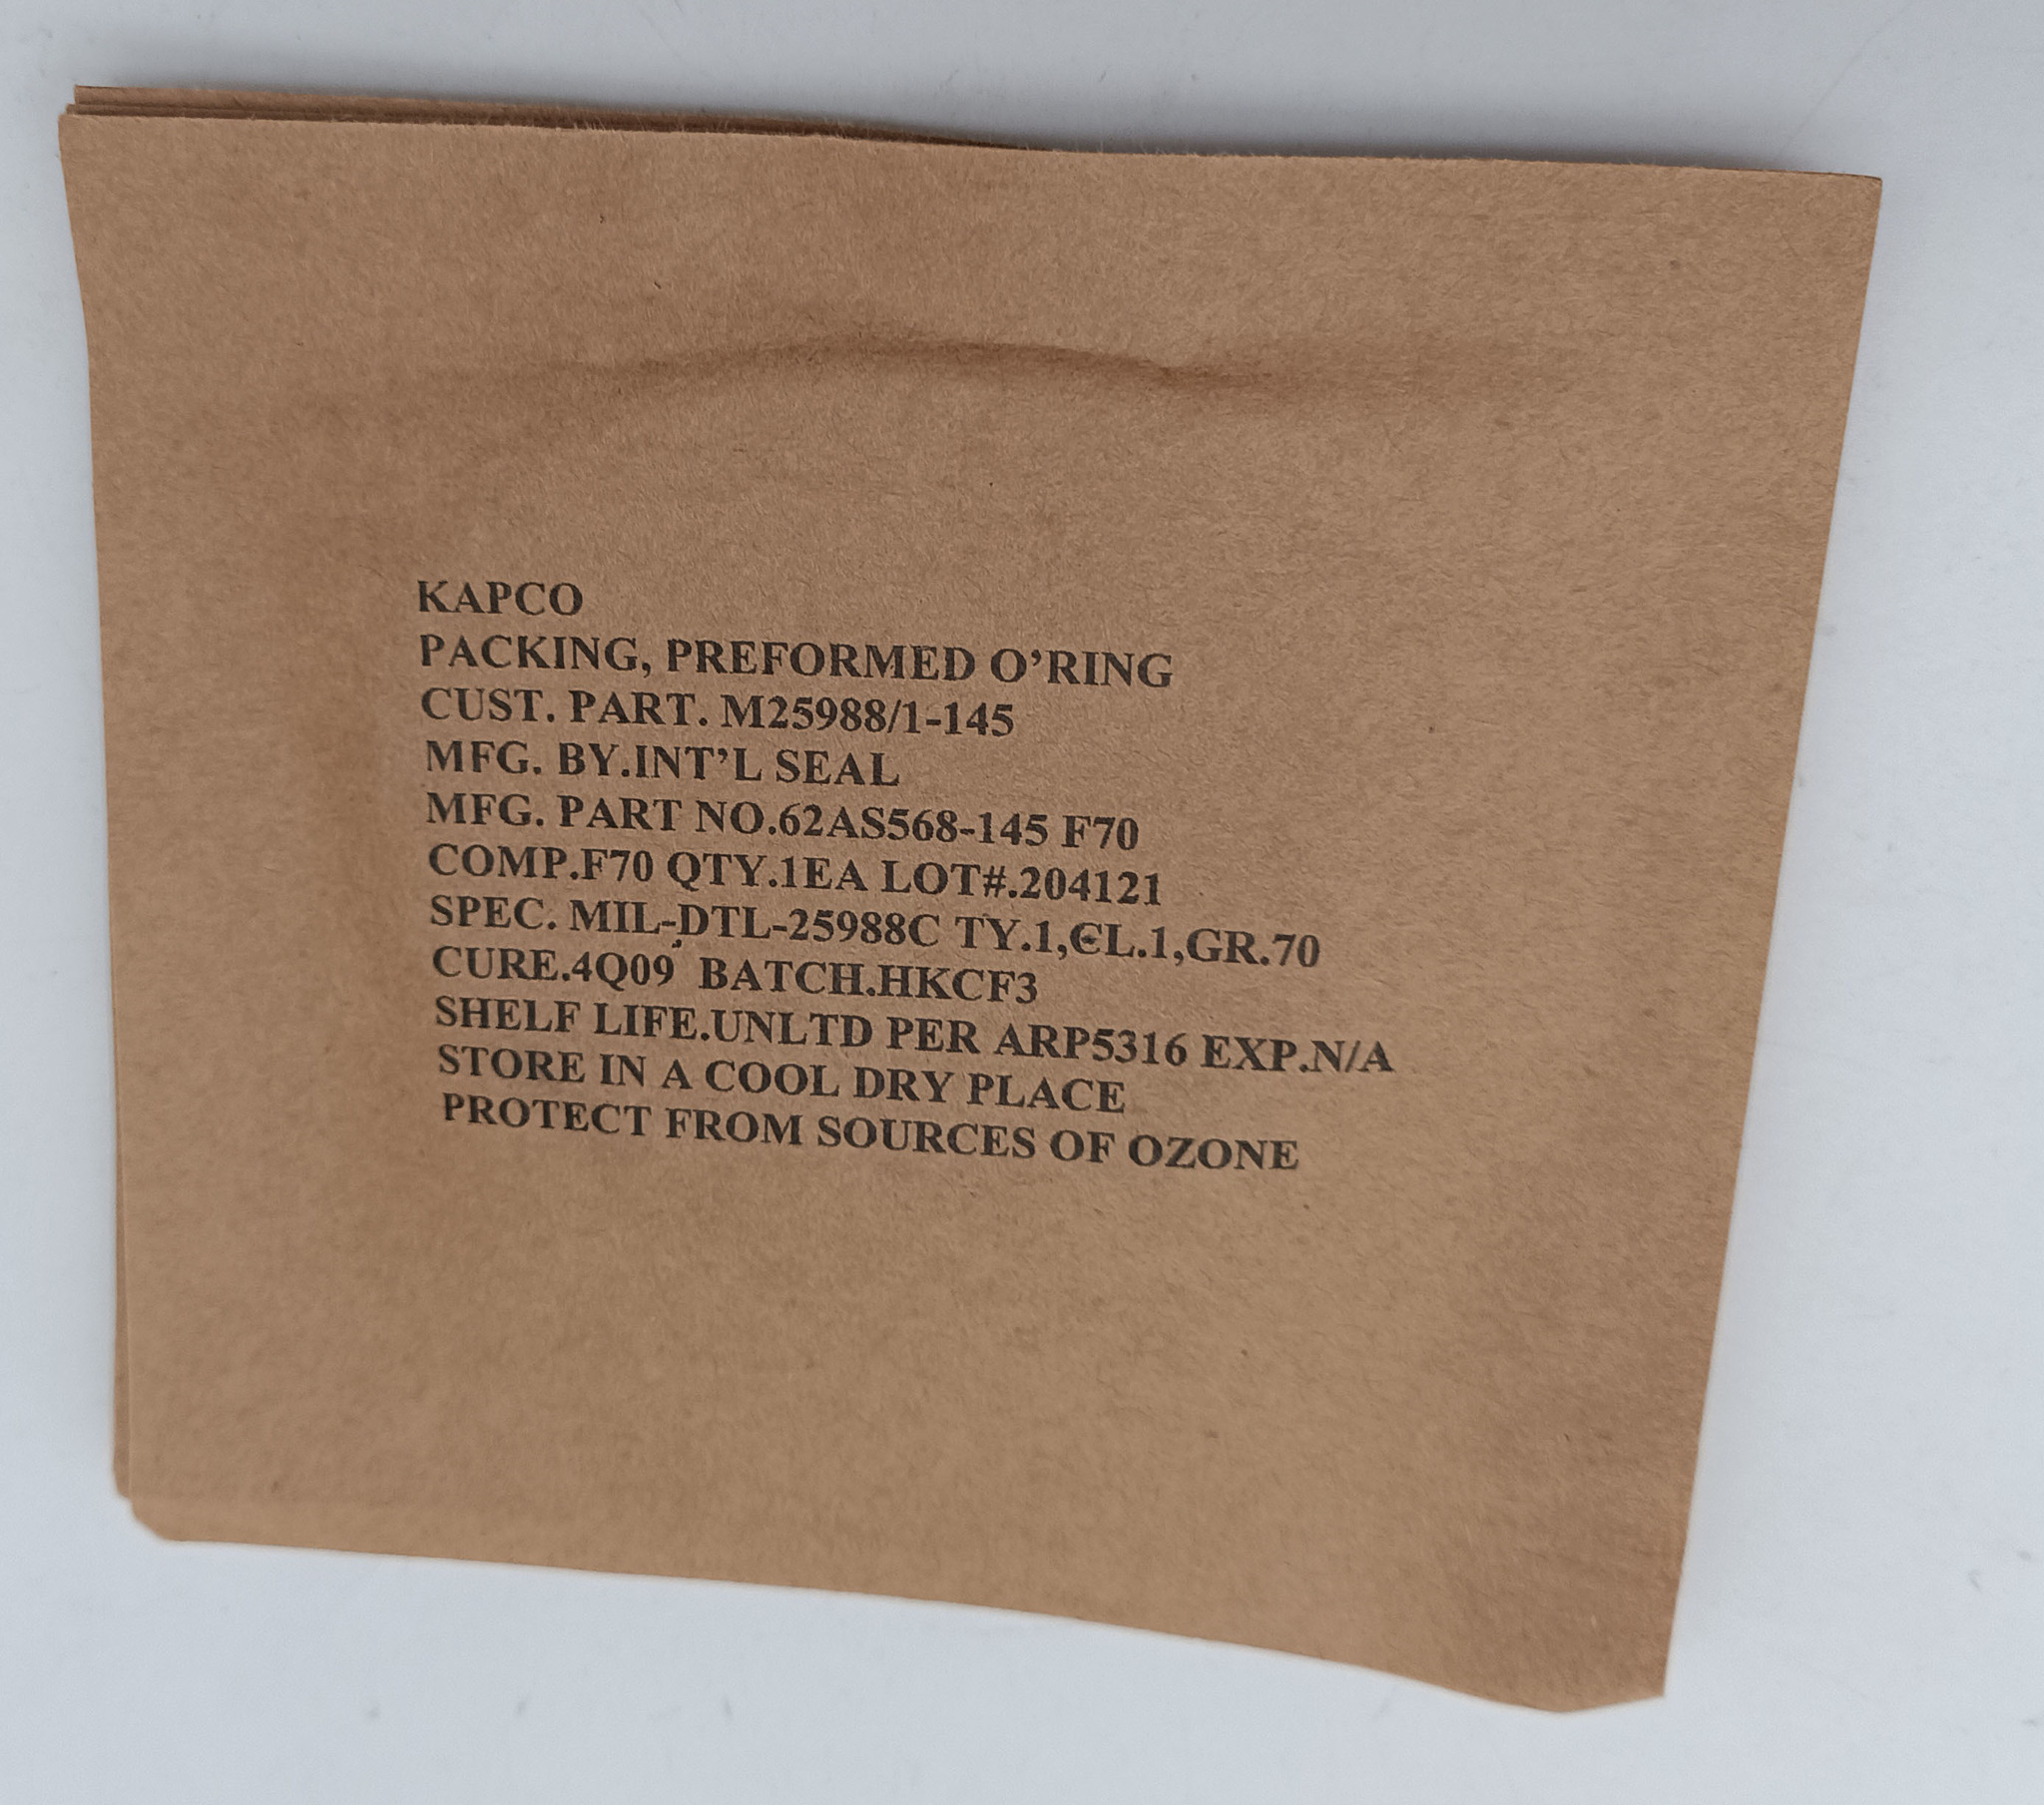 KAPCO
PACKING, PREFORMED O’RING
CUST. PART. M25988/1-145
MFG. BY.INT’L SEAL
MFG. PART NO.62AS568-145 F70
COMP.F70 QTY.1EA LOT#.204121
SPEC. MIL-DTL-25988C TY.1,CL.1,GR.70
CURE.4Q09 BATCH.HKCF3
SHELF LIFE.UNLTD PER ARP5316 EXP.N/A
STORE IN A COOL DRY PLACE
PROTECT FROM SOURCES OF OZONE